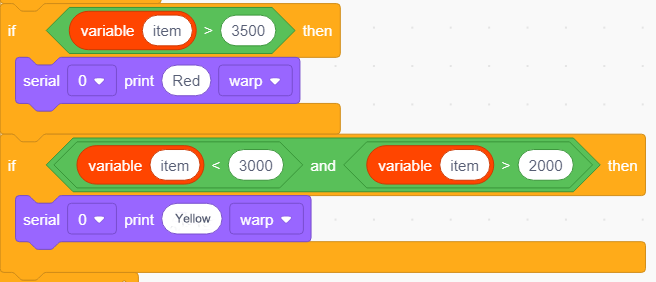 if variable item > 3500 then
serial 0 print Red warp
if variable item < 3000 and variable item > 2000 then
serial 0 print Yellow warp